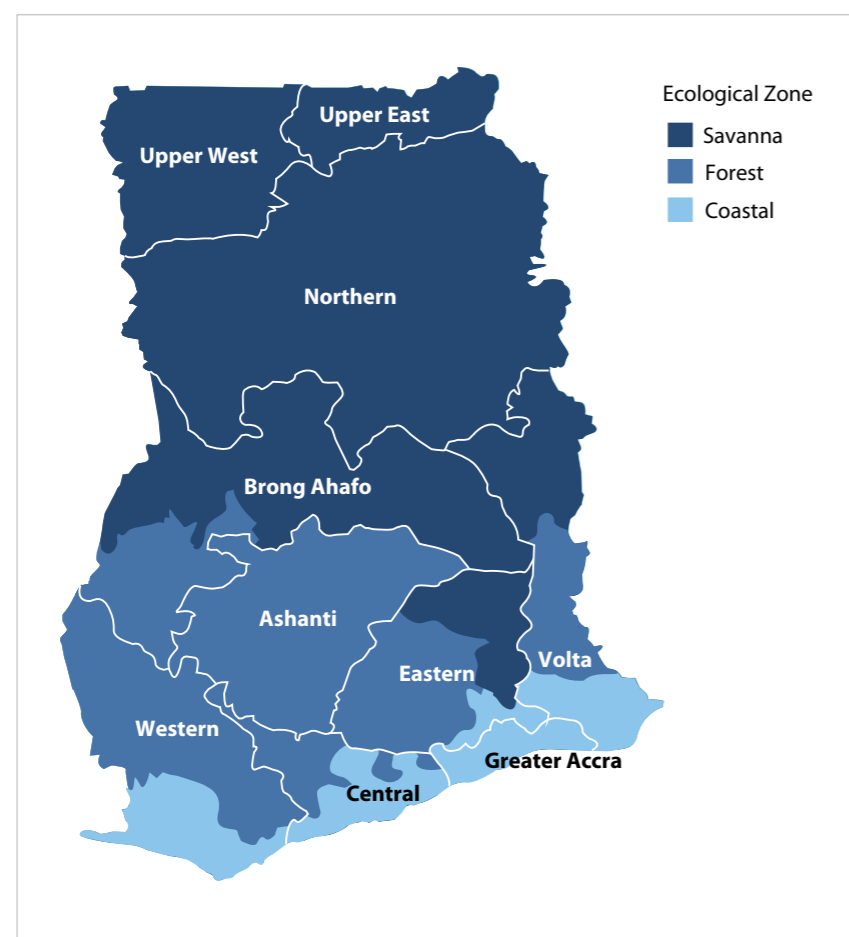 Ecological Zone
Savanna
Forest
Coastal
Upper East
Upper West
Northern
Brong Ahafo
Ashanti
Volta
Eastern
Western
Greater Accra
Central